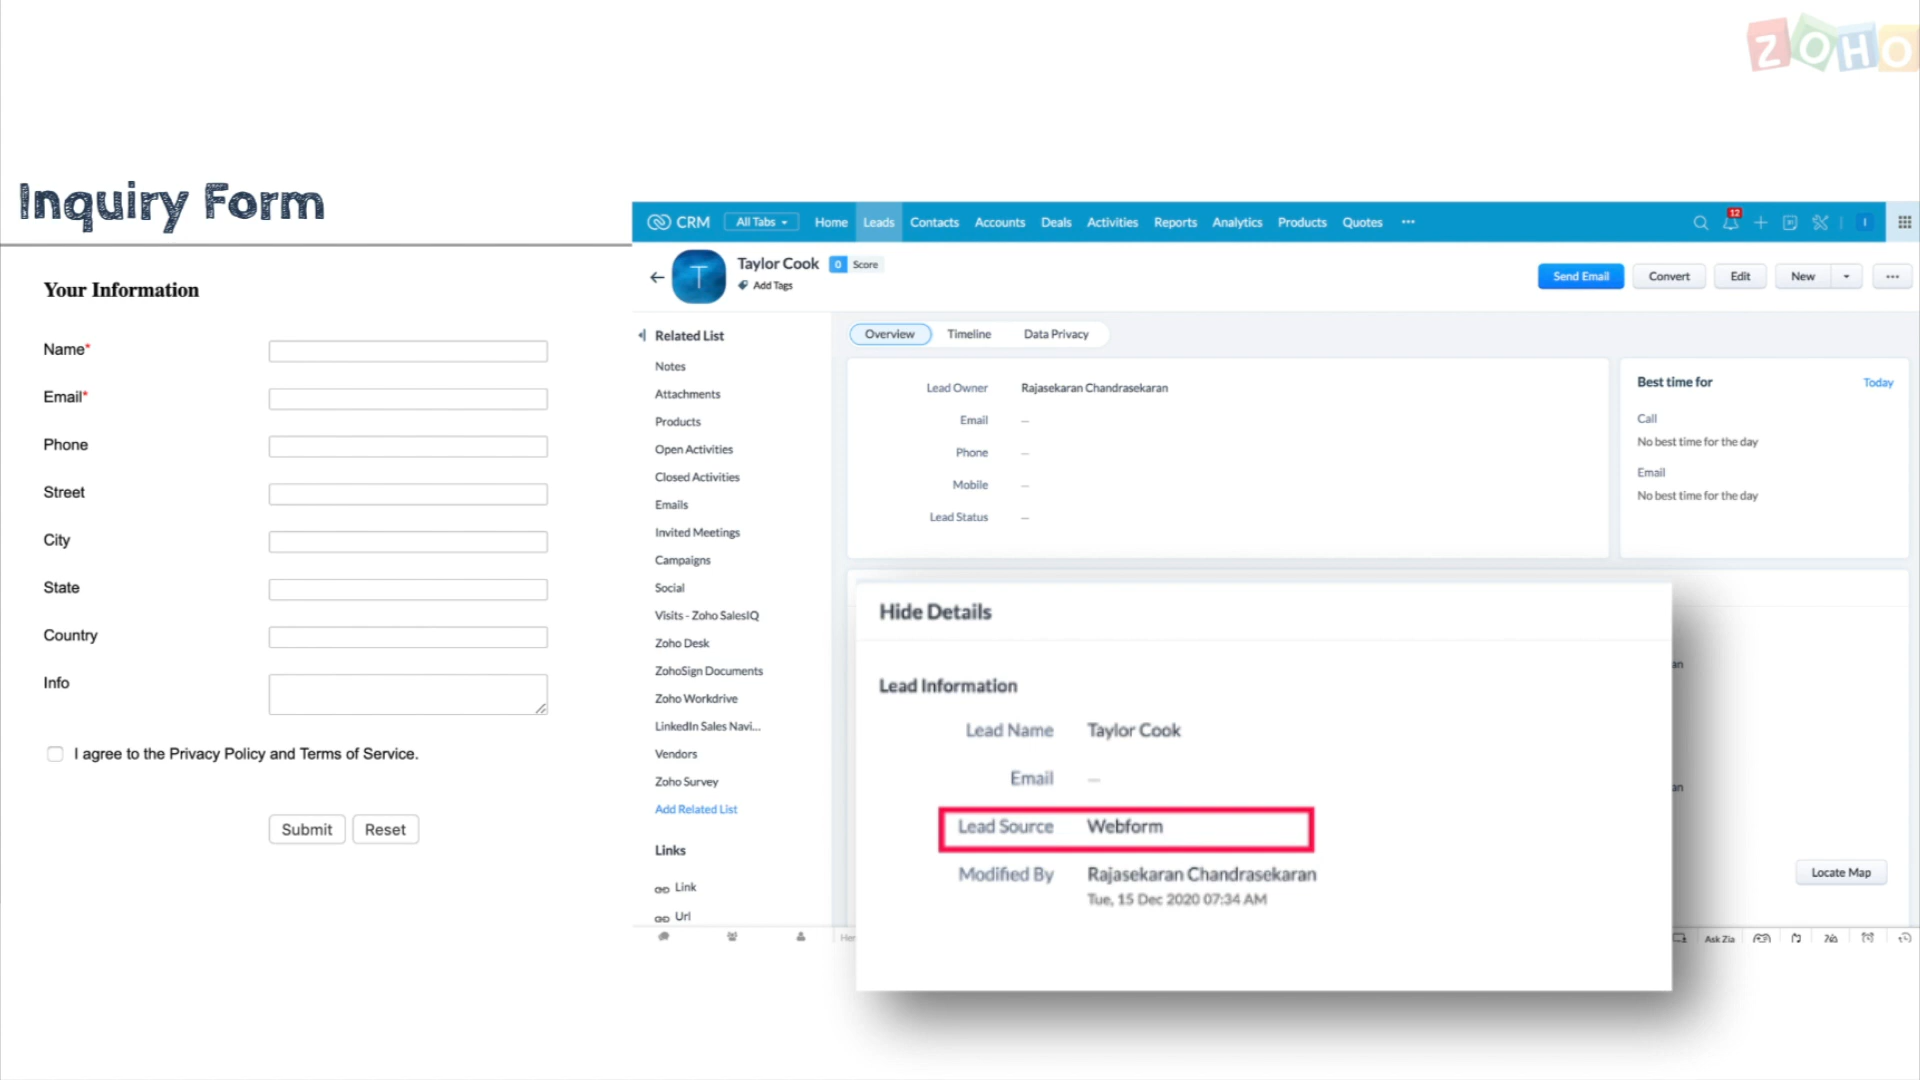 ZOHO
Inquiry Form
Your Information
Name*
Email*
Phone
Street
City
State
Country
Info
I agree to the Privacy Policy and Terms of Service.
Submit Reset
CRM All Tabs Home Leads Contacts Accounts Deals Activities Reports Analytics Products Quotes ••• 12
T Taylor Cook 0 Score
Add Tags
Send Email Convert Edit New •••
Related List
Notes
Attachments
Products
Open Activities
Closed Activities
Emails
Invited Meetings
Campaigns
Social
Visits - Zoho SalesIQ
Zoho Desk
ZohoSign Documents
Zoho Workdrive
LinkedIn Sales Navi...
Vendors
Zoho Survey
Add Related List
Links
Link
Url
Overview Timeline Data Privacy
Lead Owner Rajasekaran Chandrasekaran
Email —
Phone —
Mobile —
Lead Status —
Best time for Today
Call
No best time for the day
Email
No best time for the day
Hide Details
Lead Information
Lead Name Taylor Cook
Email —
Lead Source Webform
Modified By Rajasekaran Chandrasekaran
Tue, 15 Dec 2020 07:34 AM
an
an
Locate Map
Her
Ask Zia